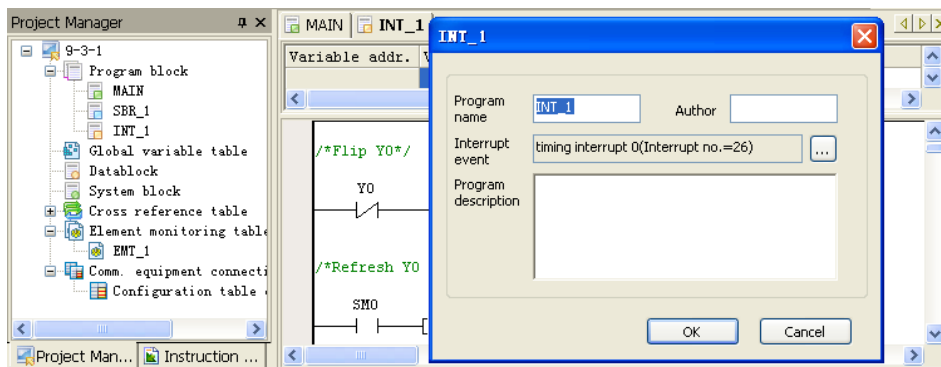 Project Manager
9-3-1
Program block
MAIN
SBR_1
INT_1
Global variable table
Datablock
System block
Cross reference table
Element monitoring table
EMT_1
Comm. equipment connecti
Configuration table
Project Man...
Instruction ...
MAIN
INT_1
Variable addr.
/*Flip Y0*/
Y0
/*Refresh Y0
SM0
INT_1
Program name
INT_1
Author
Interrupt event
timing interrupt 0(Interrupt no.=26)
...
Program description
OK
Cancel